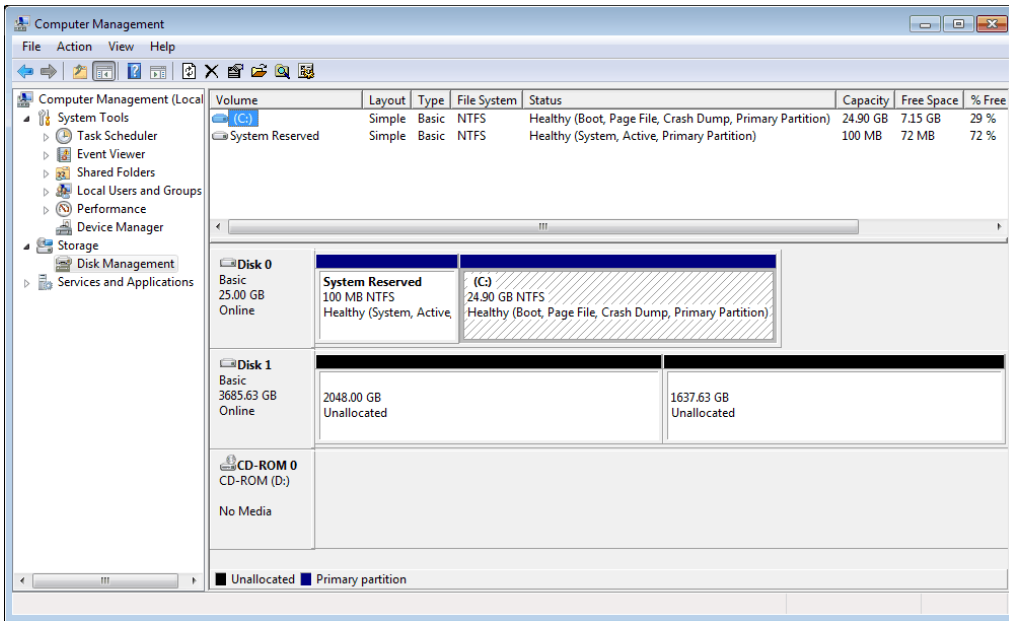 Computer Management
File Action View Help
Computer Management (Local
System Tools
Task Scheduler
Event Viewer
Shared Folders
Local Users and Groups
Performance
Device Manager
Storage
Disk Management
Services and Applications
Volume Layout Type File System Status Capacity Free Space % Free
(C:) Simple Basic NTFS Healthy (Boot, Page File, Crash Dump, Primary Partition) 24.90 GB 7.15 GB 29 %
System Reserved Simple Basic NTFS Healthy (System, Active, Primary Partition) 100 MB 72 MB 72 %
Disk 0
Basic
25.00 GB
Online
System Reserved
100 MB NTFS
Healthy (System, Active,
(C:)
24.90 GB NTFS
Healthy (Boot, Page File, Crash Dump, Primary Partition)
Disk 1
Basic
3685.63 GB
Online
2048.00 GB
Unallocated
1637.63 GB
Unallocated
CD-ROM 0
CD-ROM (D:)
No Media
Unallocated Primary partition